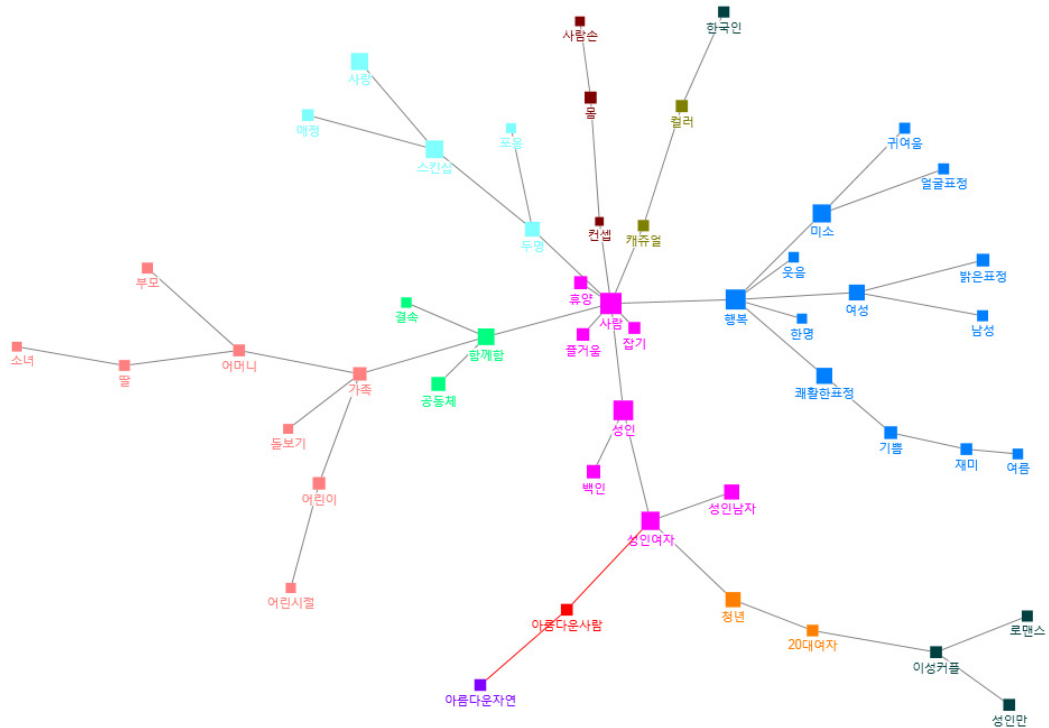 사람손
한국인
사랑
몸
컬러
애정
포옹
귀여움
스킨십
얼굴표정
두명
컨셉
캐쥬얼
미소
웃음
밝은표정
부모
휴양
여성
결속
사람
행복
한명
남성
즐거움
잡기
소녀
딸
어머니
함께함
가족
공동체
쾌활한표정
성인
돌보기
기쁨
재미
여름
백인
어린이
성인남자
성인여자
어린시절
청년
아름다운사람
20대여자
로맨스
이성커플
아름다운자연
성인만